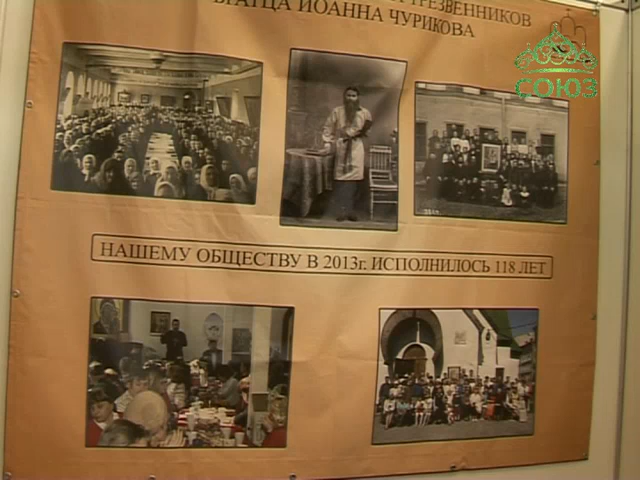 ТРЕЗВЕННИКОВ
БРАТЦА ИОАННА ЧУРИКОВА
СОЮЗ
НАШЕМУ ОБЩЕСТВУ В 2013г. ИСПОЛНИЛОСЬ 118 ЛЕТ